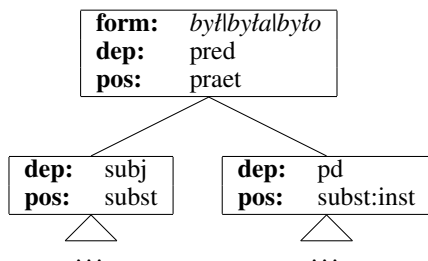 form: był|była|było
dep: pred
pos: praet
dep: subj
pos: subst
dep: pd
pos: subst:inst
... ...